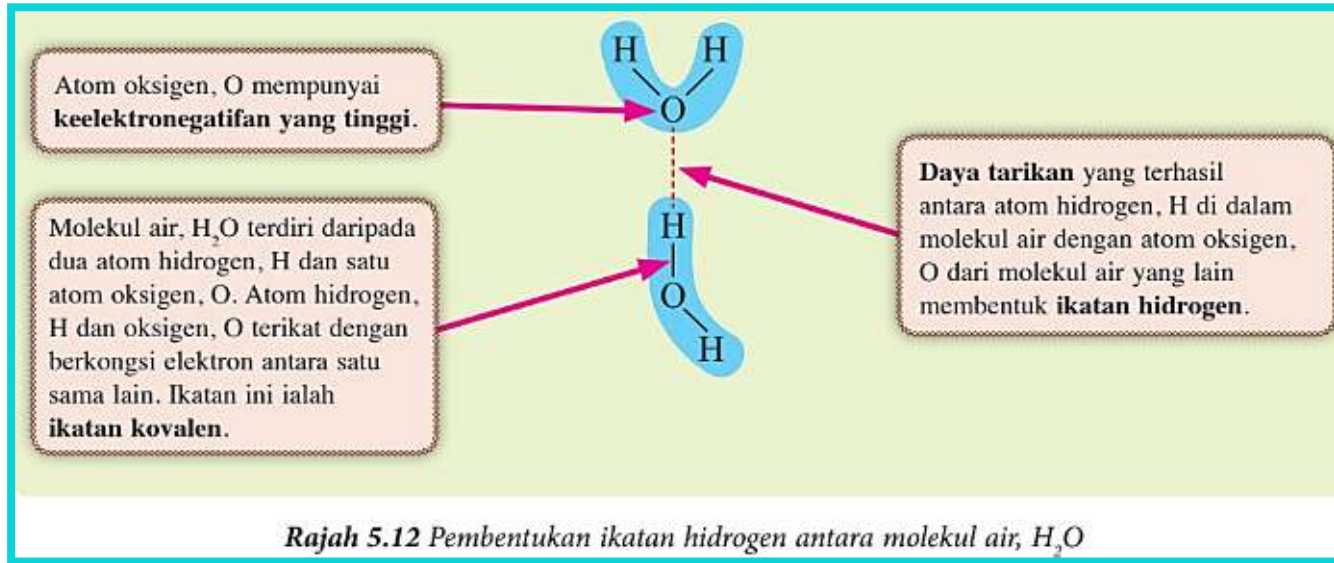 Atom oksigen, O mempunyai
keelektronegatifan yang tinggi.
Molekul air, H₂O terdiri daripada
dua atom hidrogen, H dan satu
atom oksigen, O. Atom hidrogen,
H dan oksigen, O terikat dengan
berkongsi elektron antara satu
sama lain. Ikatan ini ialah
ikatan kovalen.
H H
O
H
O
H
Daya tarikan yang terhasil
antara atom hidrogen, H di dalam
molekul air dengan atom oksigen,
O dari molekul air yang lain
membentuk ikatan hidrogen.
Rajah 5.12 Pembentukan ikatan hidrogen antara molekul air, H₂O